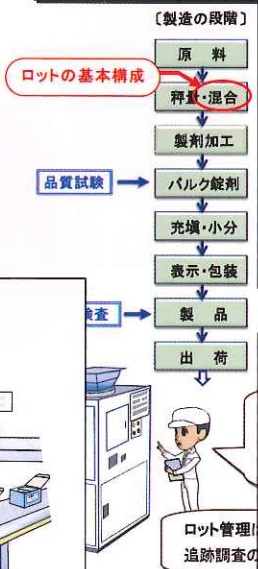 〔製造の段階〕
原料
ロットの基本構成
秤量・混合
製剤加工
品質試験
バルク錠剤
充填・小分
表示・包装
査
製品
出荷
ロット管理
追跡調査の